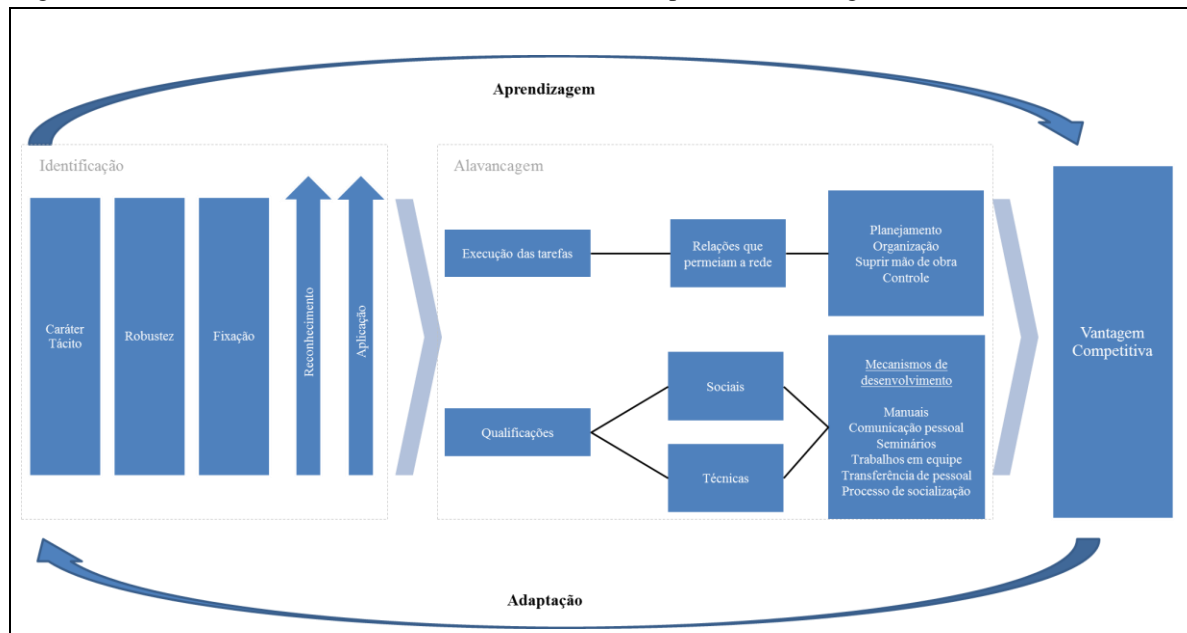 Aprendizagem
Identificação
Caráter
Tácito
Robustez
Fixação
Reconhecimento
Aplicação
Alavancagem
Execução das tarefas
Relações que
permeiam a rede
Planejamento
Organização
Suprir mão de obra
Controle
Qualificações
Sociais
Técnicas
Mecanismos de
desenvolvimento
Manuais
Comunicação pessoal
Seminários
Trabalhos em equipe
Transferência de pessoal
Processo de socialização
Vantagem
Competitiva
Adaptação